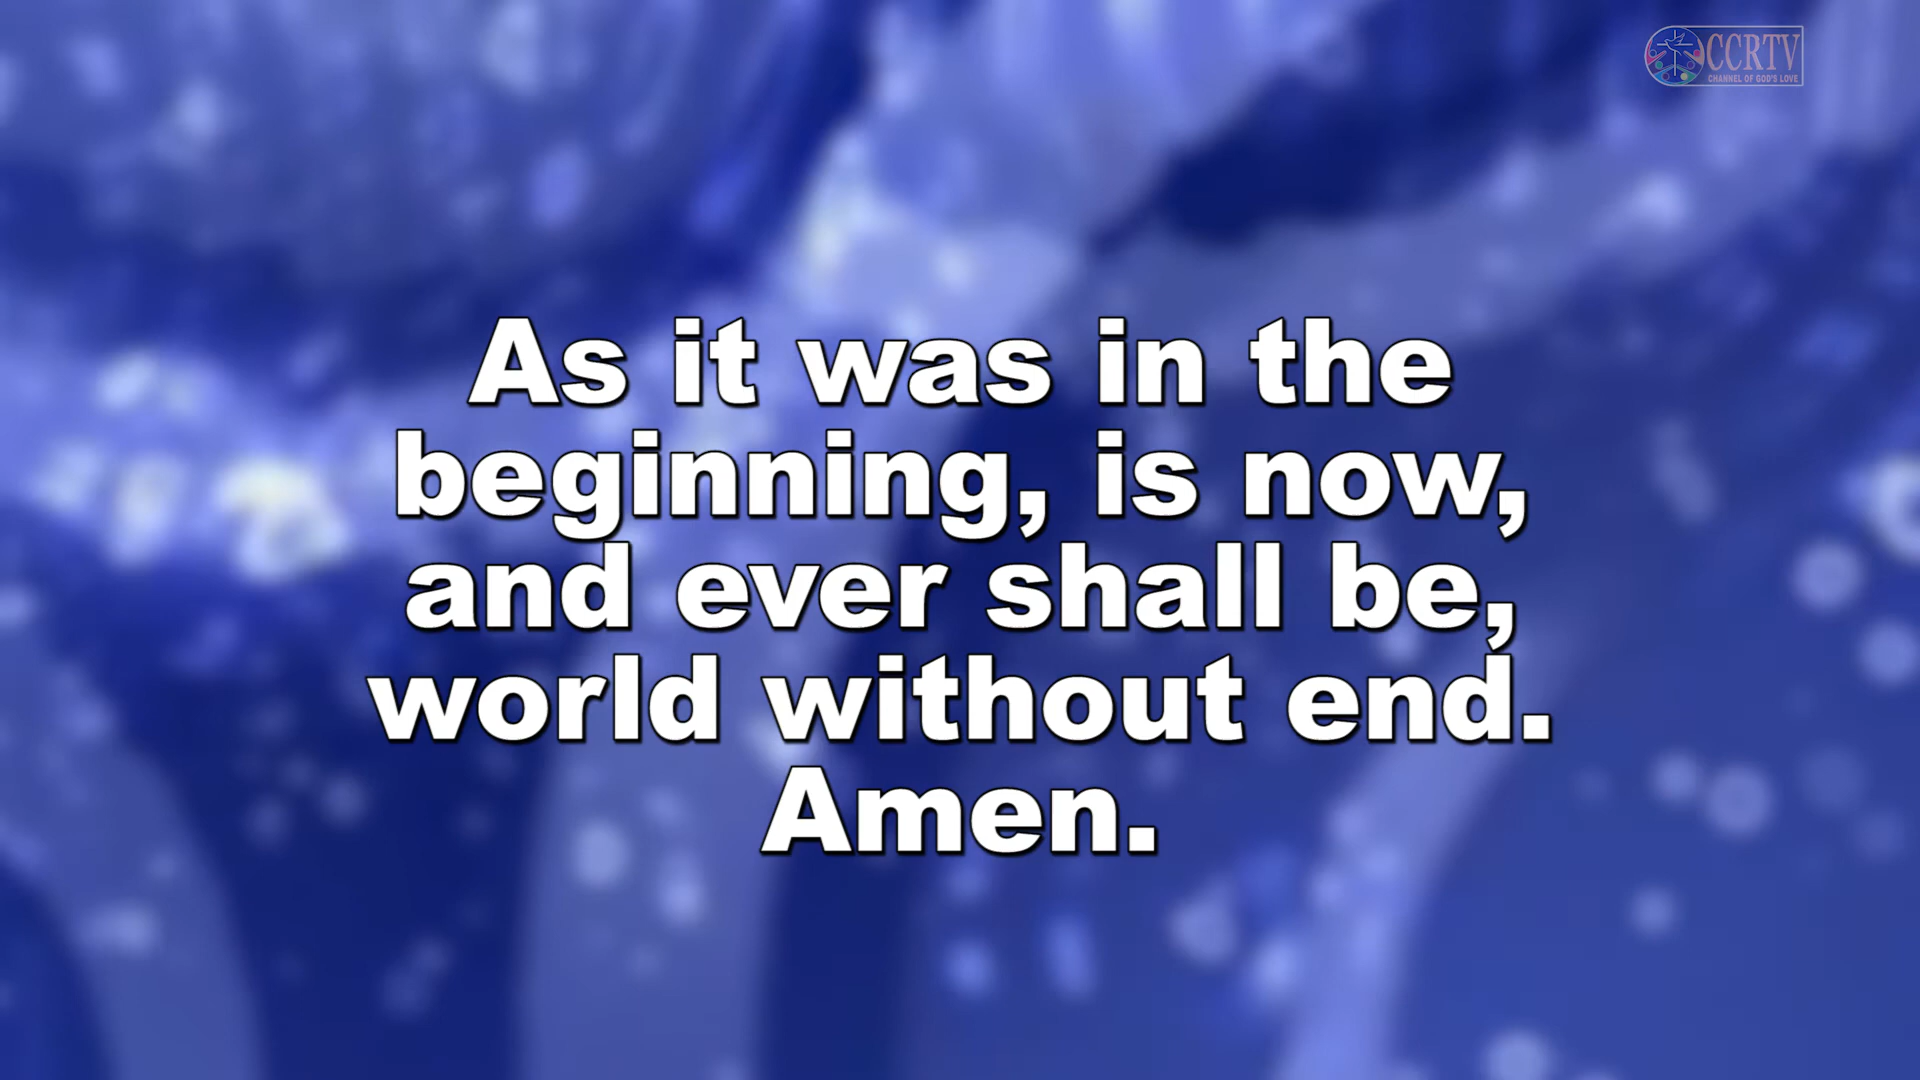 CCRTV
CHANNEL OF GOD'S LOVE
As it was in the
beginning, is now,
and ever shall be,
world without end.
Amen.